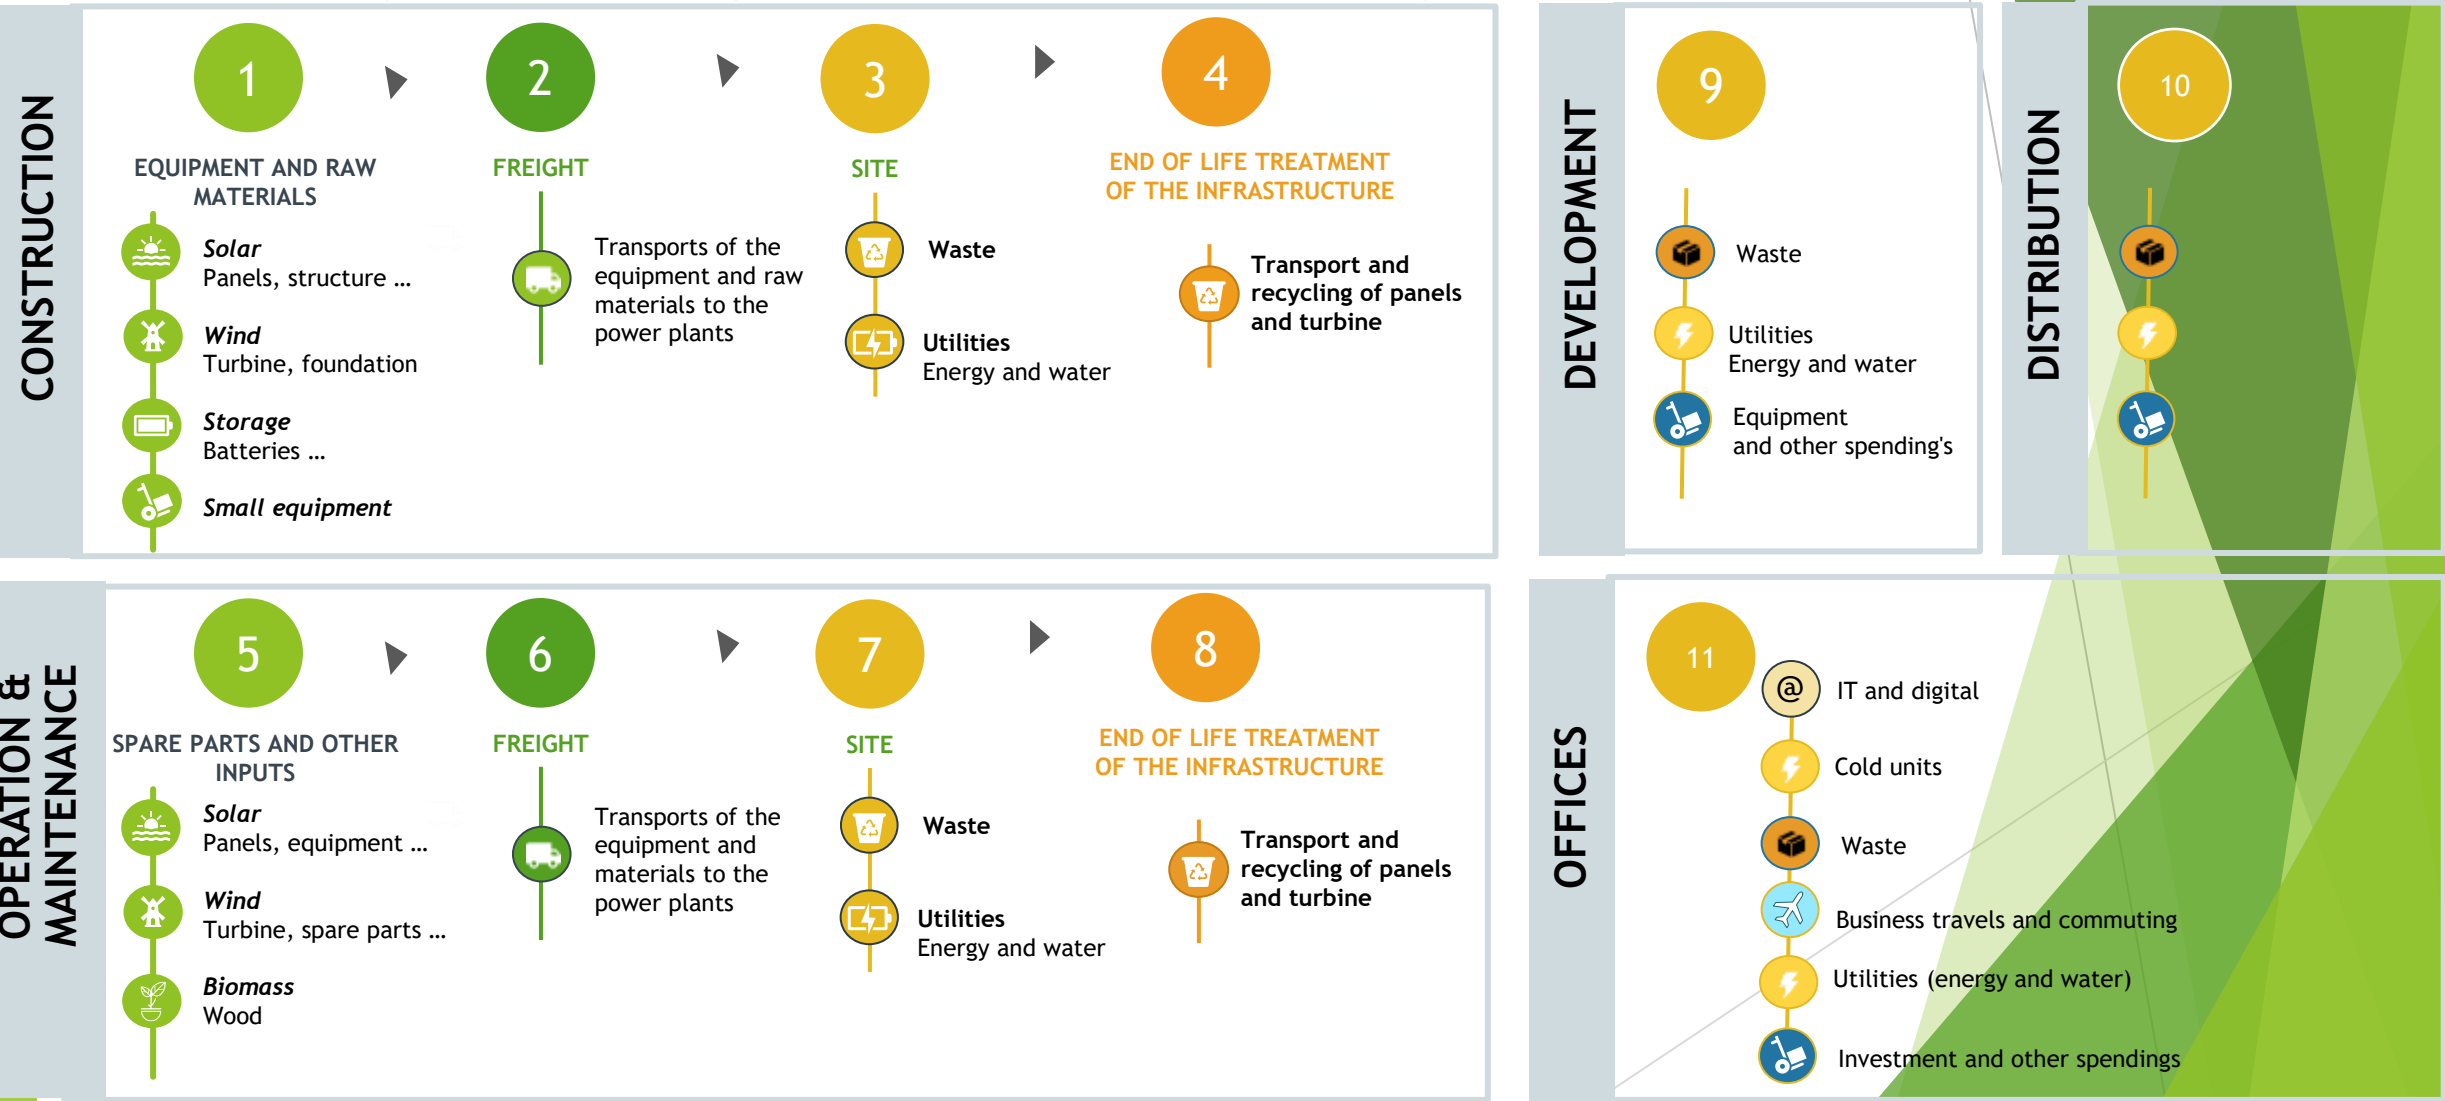 CONSTRUCTION
1
EQUIPMENT AND RAW
MATERIALS
Solar
Panels, structure …
Wind
Turbine, foundation
Storage
Batteries …
Small equipment
2
FREIGHT
Transports of the
equipment and raw
materials to the
power plants
3
SITE
Waste
Utilities
Energy and water
4
END OF LIFE TREATMENT
OF THE INFRASTRUCTURE
Transport and
recycling of panels
and turbine
DEVELOPMENT
9
Waste
Utilities
Energy and water
Equipment
and other spending's
DISTRIBUTION
10
OPERATION &
MAINTENANCE
5
SPARE PARTS AND OTHER
INPUTS
Solar
Panels, equipment …
Wind
Turbine, spare parts …
Biomass
Wood
6
FREIGHT
Transports of the
equipment and
materials to the
power plants
7
SITE
Waste
Utilities
Energy and water
8
END OF LIFE TREATMENT
OF THE INFRASTRUCTURE
Transport and
recycling of panels
and turbine
OFFICES
11
@
IT and digital
Cold units
Waste
Business travels and commuting
Utilities (energy and water)
Investment and other spendings